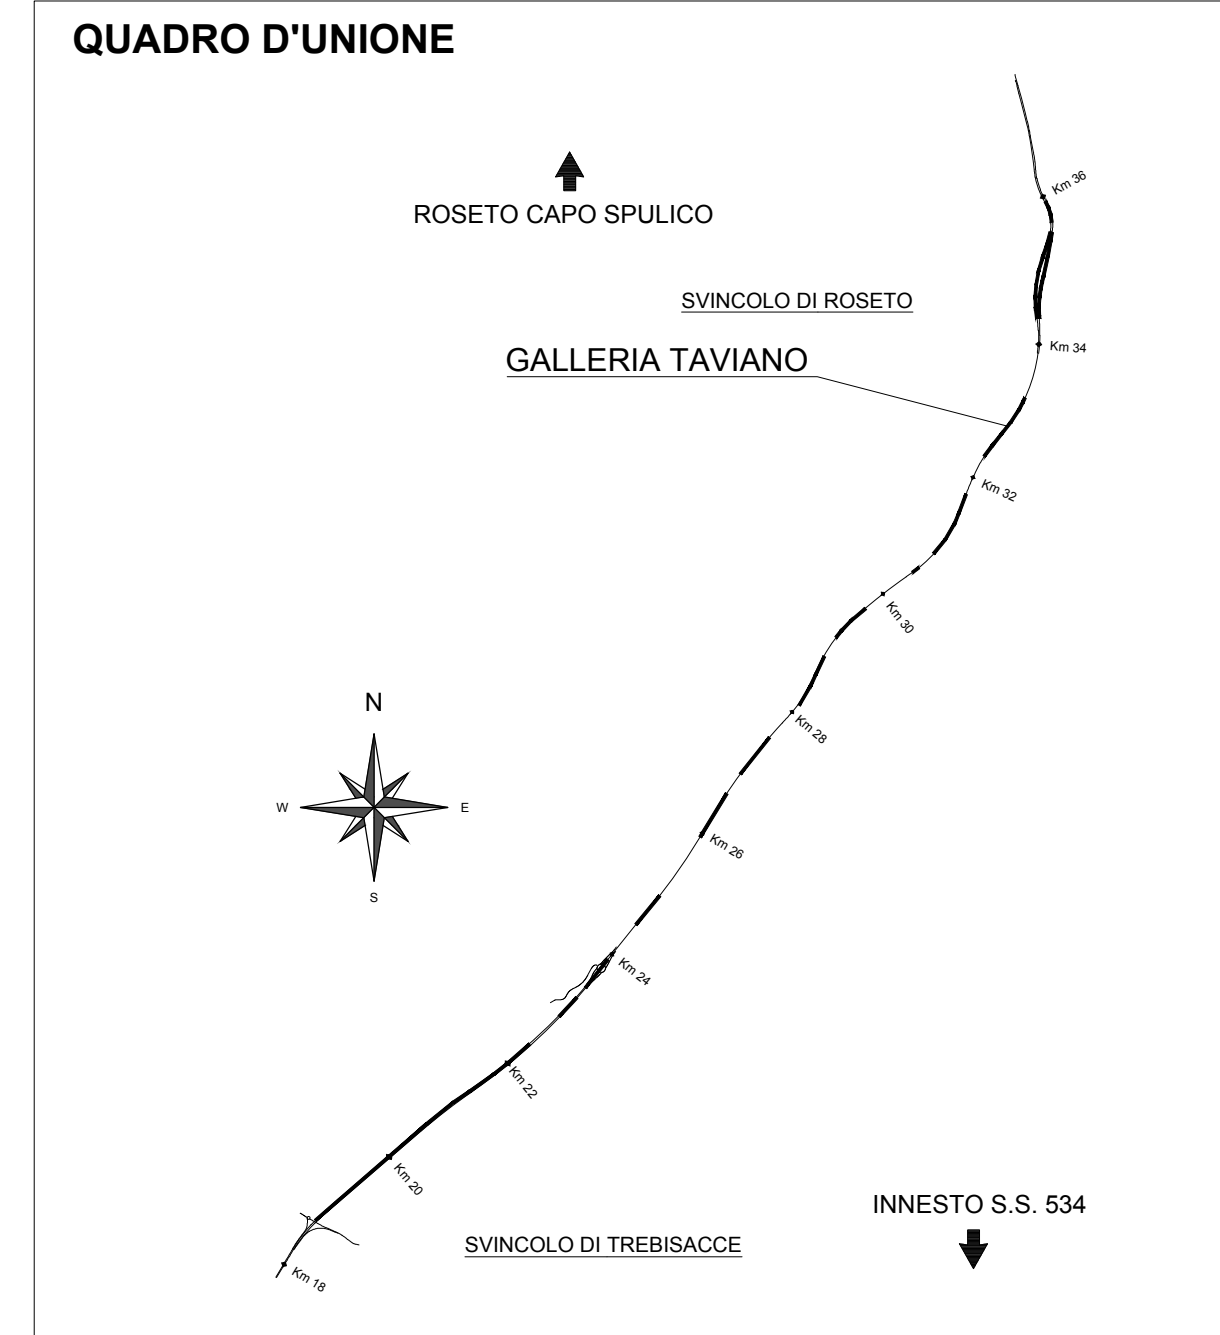 QUADRO D'UNIONE
Km 36
ROSETO CAPO SPULICO
SVINCOLO DI ROSETO
Km 34
GALLERIA TAVIANO
Km 32
Km 30
N
Km 28
W
E
Km 26
S
Km 24
Km 22
Km 20
INNESTO S.S. 534
SVINCOLO DI TREBISACCE
Km 18